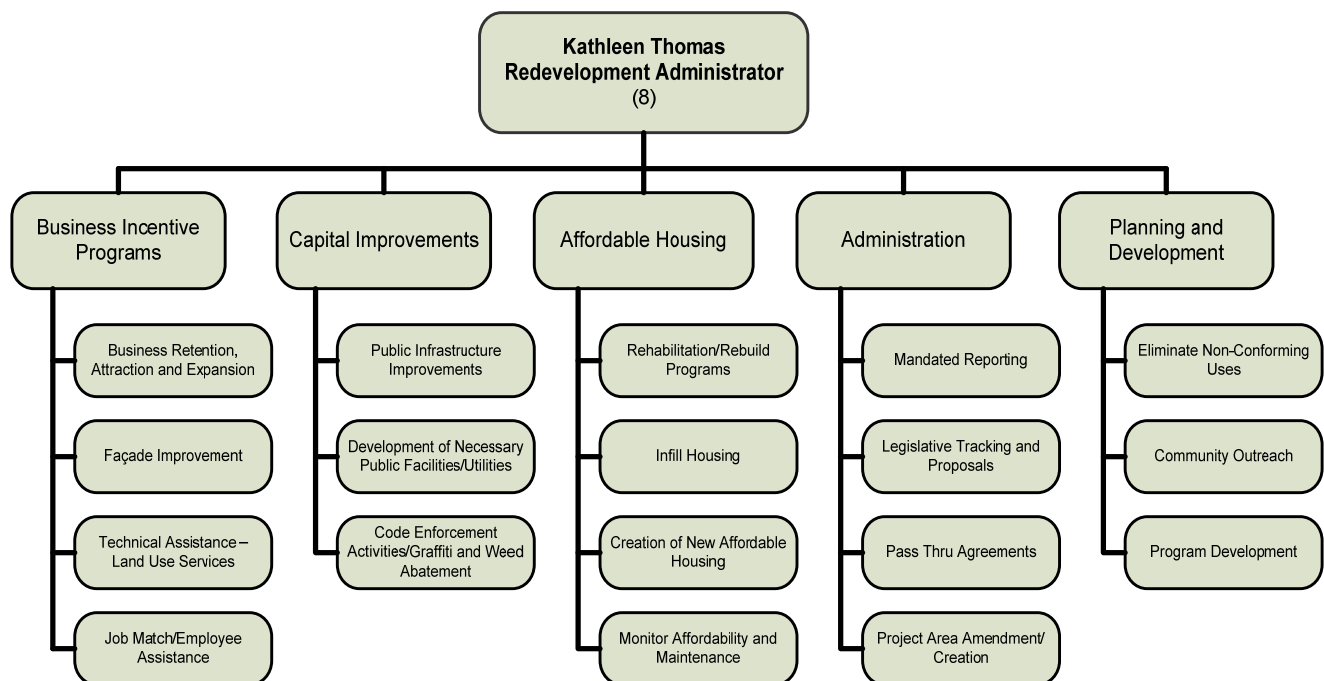 Kathleen Thomas
Redevelopment Administrator
(8)
Business Incentive
Programs
Capital Improvements
Affordable Housing
Administration
Planning and
Development
Business Retention,
Attraction and Expansion
Façade Improvement
Technical Assistance –
Land Use Services
Job Match/Employee
Assistance
Public Infrastructure
Improvements
Development of Necessary
Public Facilities/Utilities
Code Enforcement
Activities/Graffiti and Weed
Abatement
Rehabilitation/Rebuild
Programs
Infill Housing
Creation of New Affordable
Housing
Monitor Affordability and
Maintenance
Mandated Reporting
Legislative Tracking and
Proposals
Pass Thru Agreements
Project Area Amendment/
Creation
Eliminate Non-Conforming
Uses
Community Outreach
Program Development